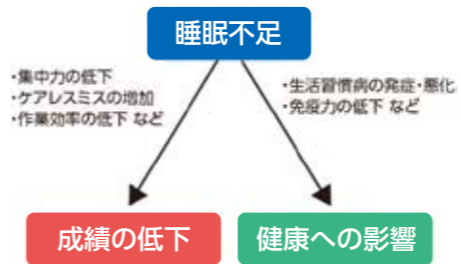 睡眠不足
・集中力の低下
・ケアレスミスの増加
・作業効率の低下 など
・生活習慣病の発症・悪化
・免疫力の低下 など
成績の低下
健康への影響